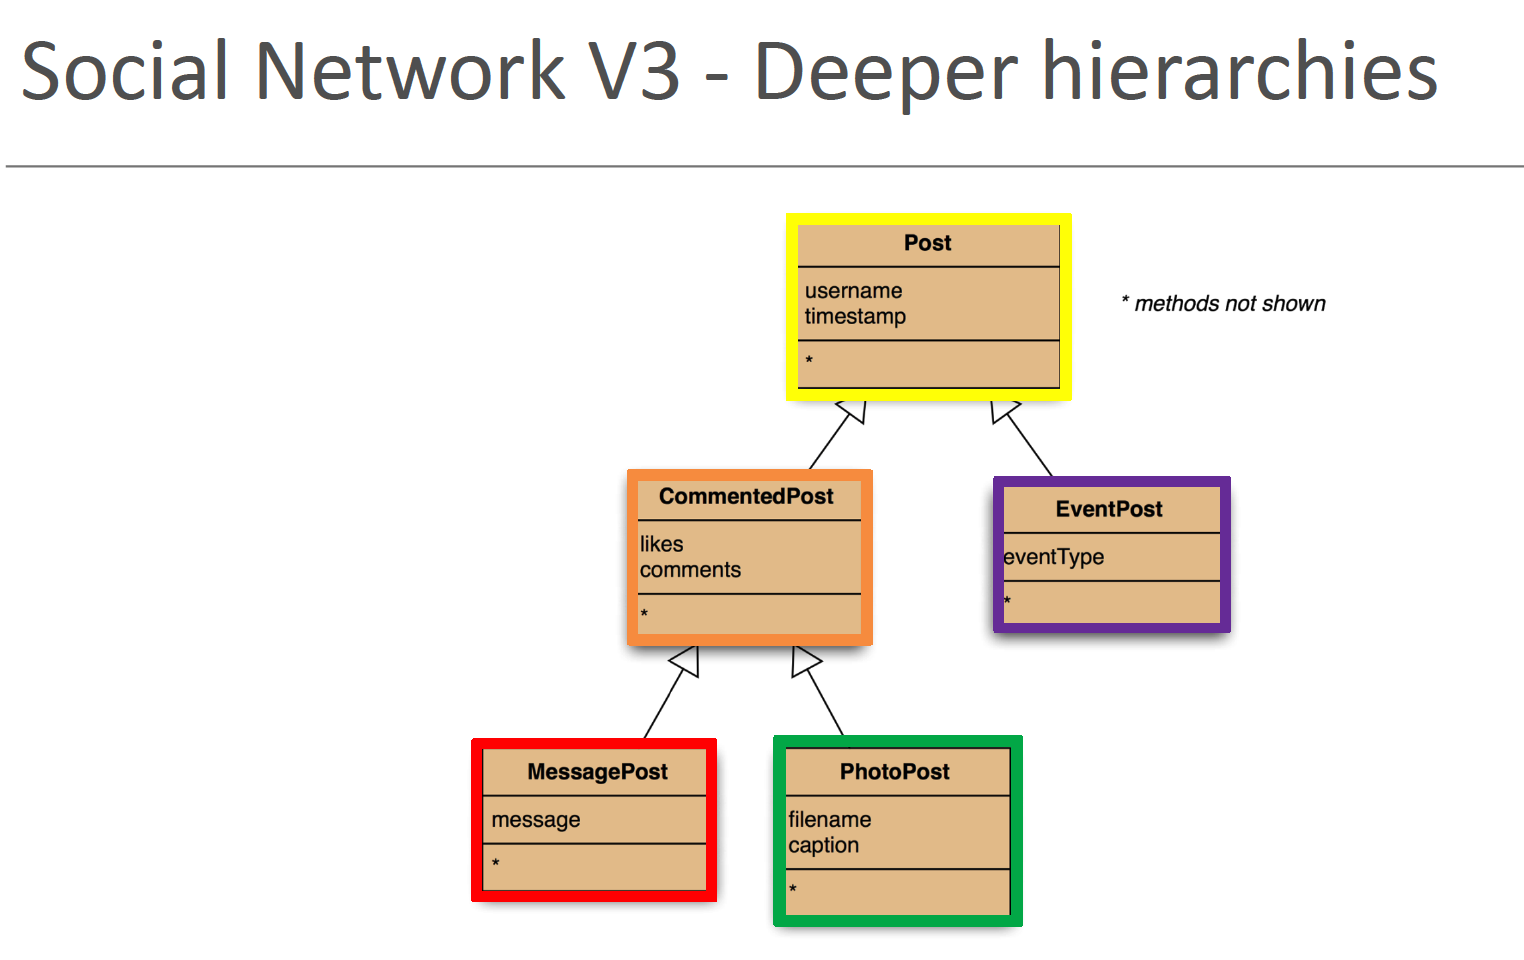 Social Network V3 - Deeper hierarchies
Post
username
timestamp
*
* methods not shown
CommentedPost
likes
comments
*
EventPost
eventType
*
MessagePost
message
*
PhotoPost
filename
caption
*